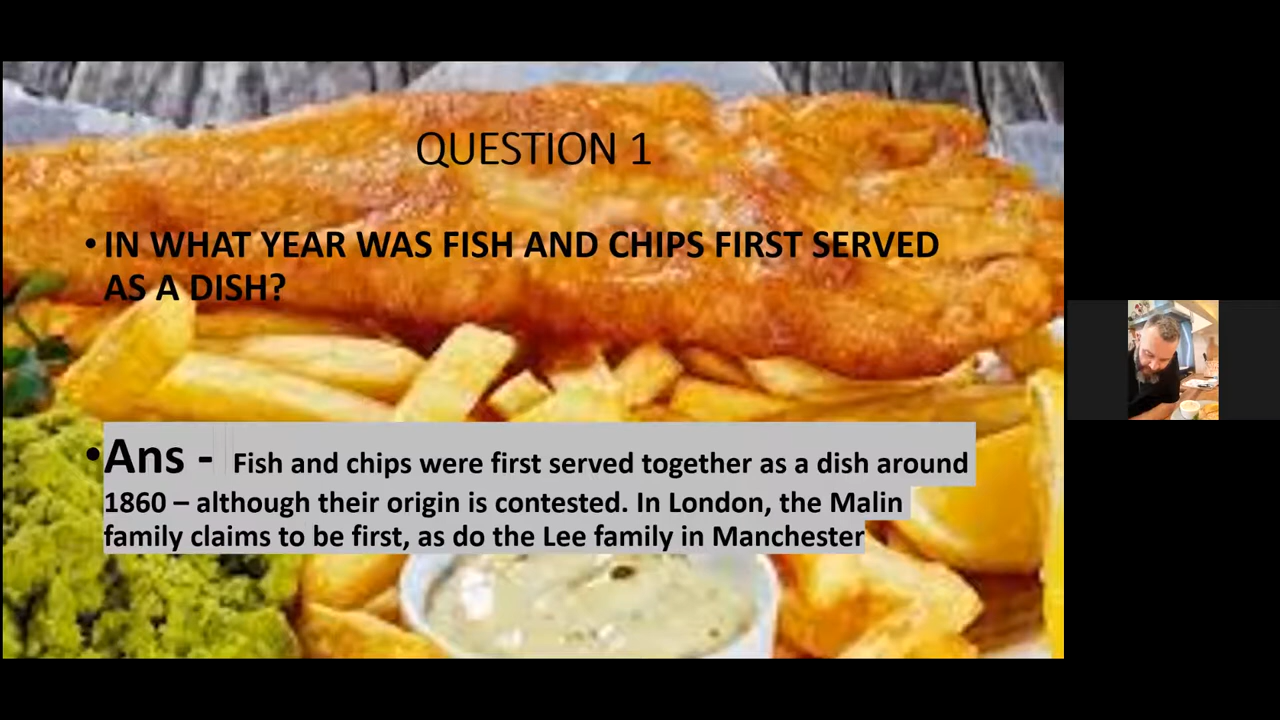 QUESTION 1
• IN WHAT YEAR WAS FISH AND CHIPS FIRST SERVED
AS A DISH?
• Ans - Fish and chips were first served together as a dish around
1860 – although their origin is contested. In London, the Malin
family claims to be first, as do the Lee family in Manchester